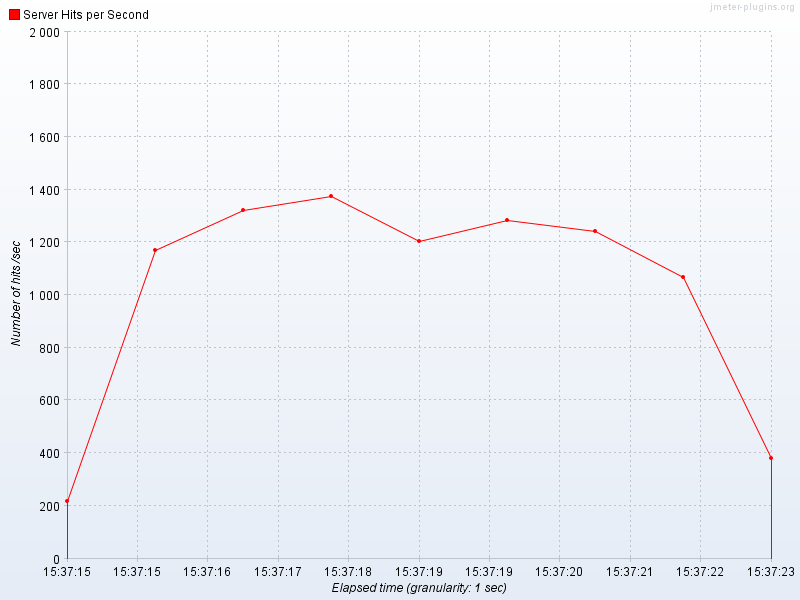 jmeter-plugins.org
Server Hits per Second
2 000
1 800
1 600
1 400
1 200
1 000
800
600
400
200
0
Number of hits /sec
15:37:15 15:37:15 15:37:16 15:37:17 15:37:18 15:37:19 15:37:19 15:37:20 15:37:21 15:37:22 15:37:23
Elapsed time (granularity: 1 sec)